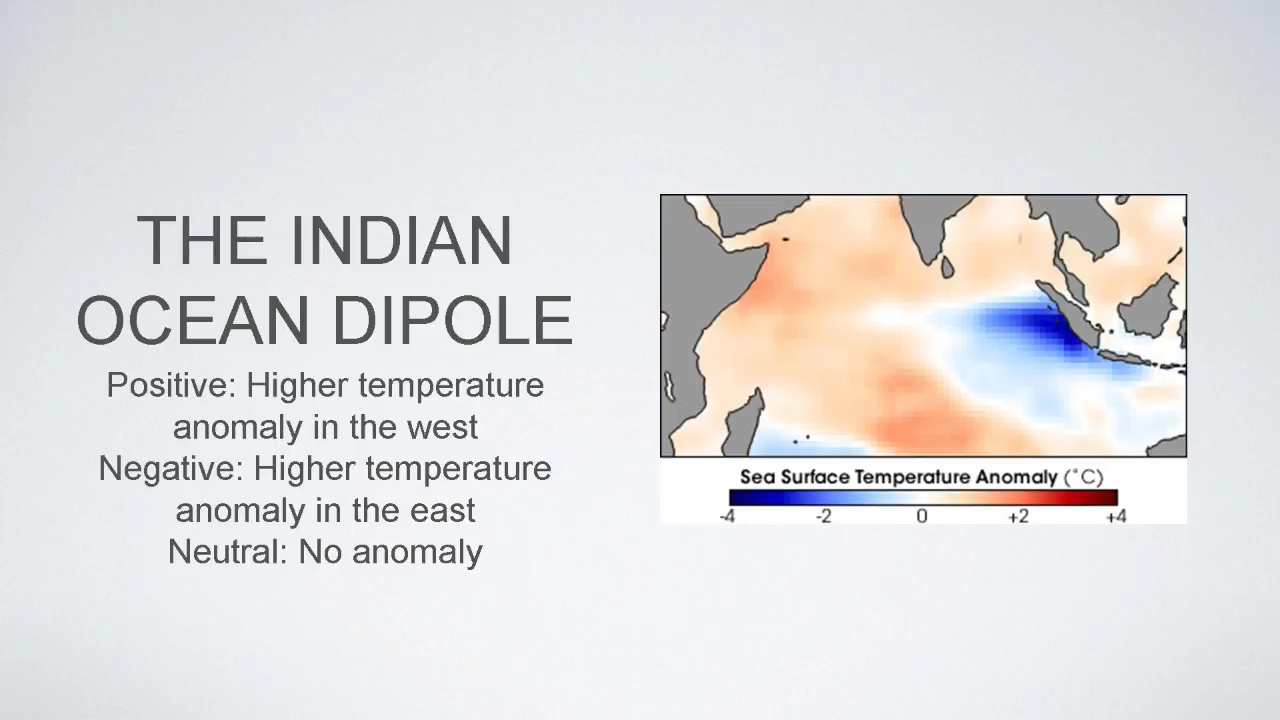 THE INDIAN
OCEAN DIPOLE
Positive: Higher temperature
anomaly in the west
Negative: Higher temperature
anomaly in the east
Neutral: No anomaly
Sea Surface Temperature Anomaly (°C)
-4 -2 0 +2 +4